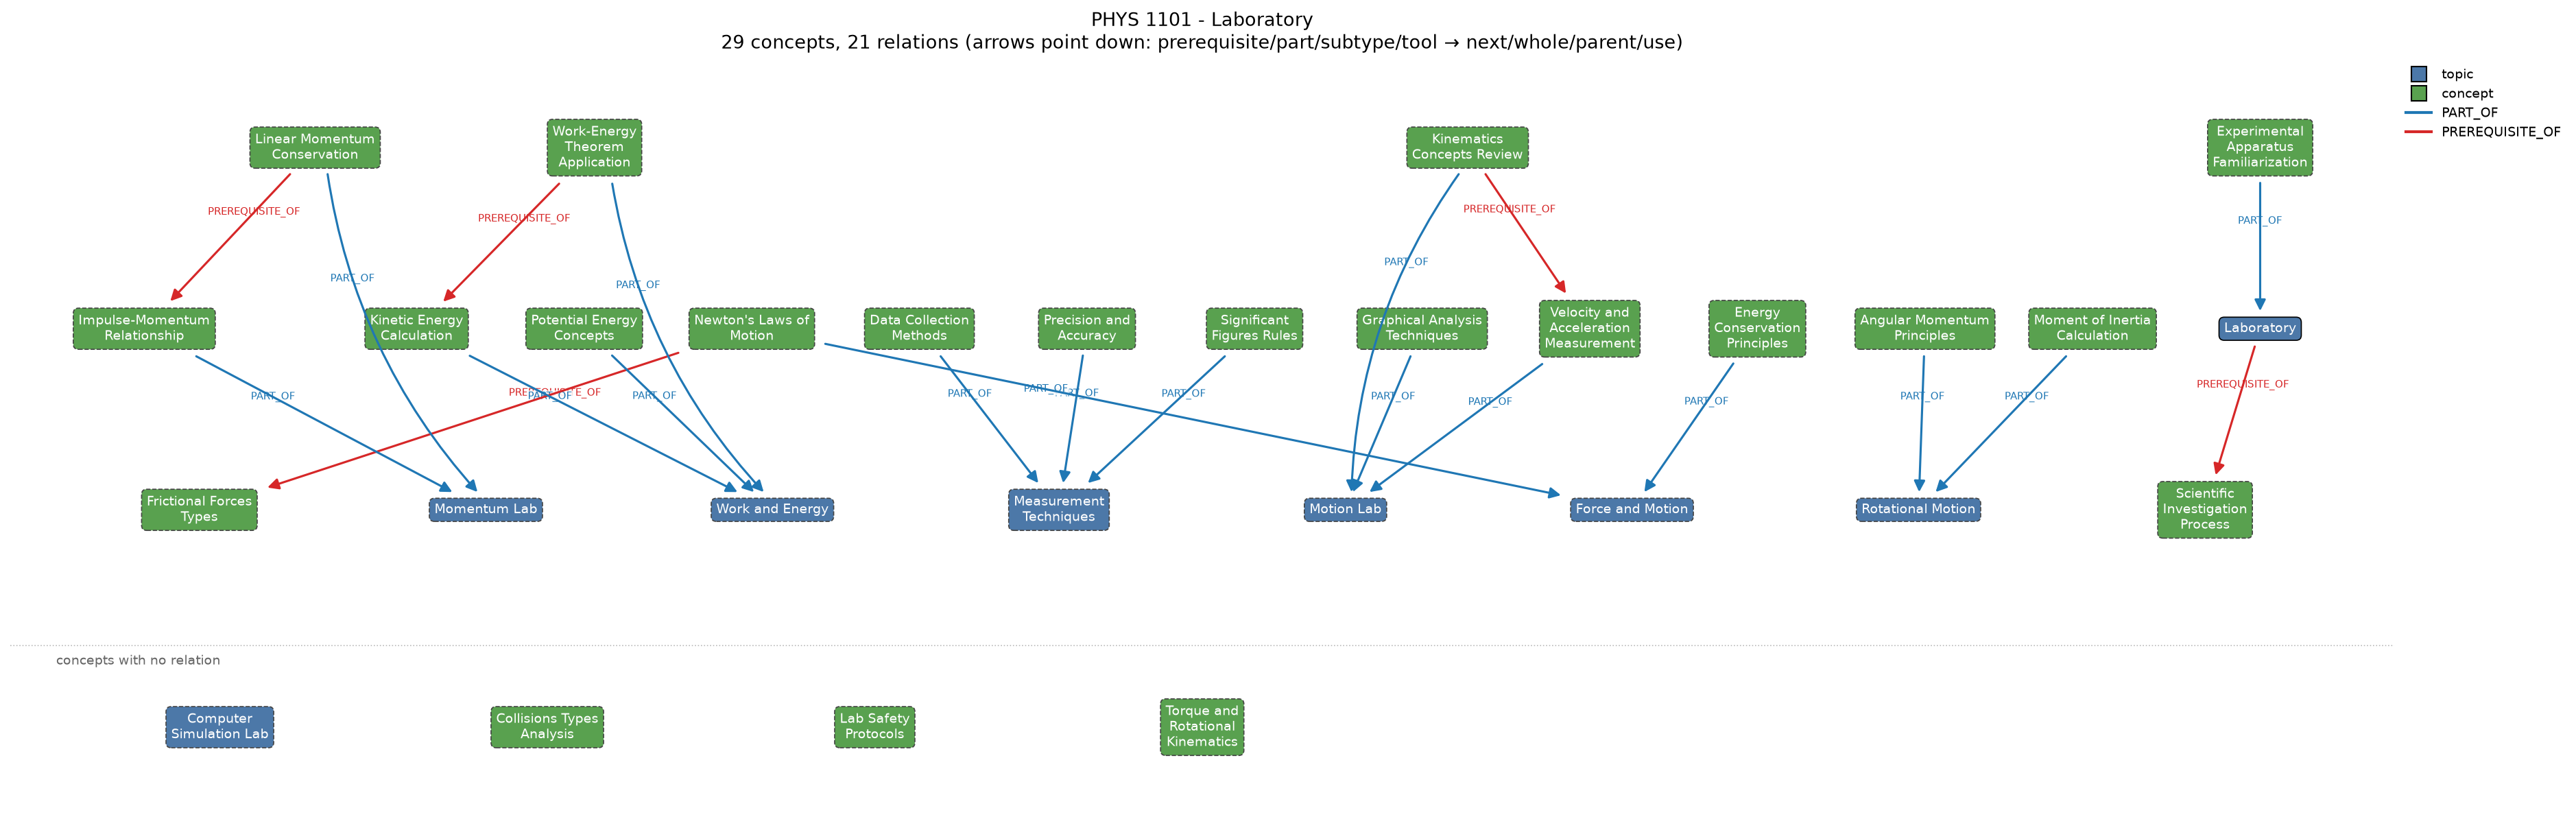 PHYS 1101 - Laboratory
29 concepts, 21 relations (arrows point down: prerequisite/part/subtype/tool → next/whole/parent/use)
topic
concept
PART_OF
PREREQUISITE_OF
Linear Momentum
Conservation
Work-Energy
Theorem
Application
Kinematics
Concepts Review
Experimental
Apparatus
Familiarization
PREREQUISITE_OF
PREREQUISITE_OF
PREREQUISITE_OF
PART_OF
PART_OF
PART_OF
PART_OF
Impulse-Momentum
Relationship
Kinetic Energy
Calculation
Potential Energy
Concepts
Newton's Laws of
Motion
Data Collection
Methods
Precision and
Accuracy
Significant
Figures Rules
Graphical Analysis
Techniques
Velocity and
Acceleration
Measurement
Energy
Conservation
Principles
Angular Momentum
Principles
Moment of Inertia
Calculation
Laboratory
PART_OF
PREREQUISITE_OF
PART_OF
PART_OF
PART_OF
PART_OF
PART_OF
PART_OF
PART_OF
PART_OF
PART_OF
PART_OF
PART_OF
PREREQUISITE_OF
Frictional Forces
Types
Momentum Lab
Work and Energy
Measurement
Techniques
Motion Lab
Force and Motion
Rotational Motion
Scientific
Investigation
Process
concepts with no relation
Computer
Simulation Lab
Collisions Types
Analysis
Lab Safety
Protocols
Torque and
Rotational
Kinematics